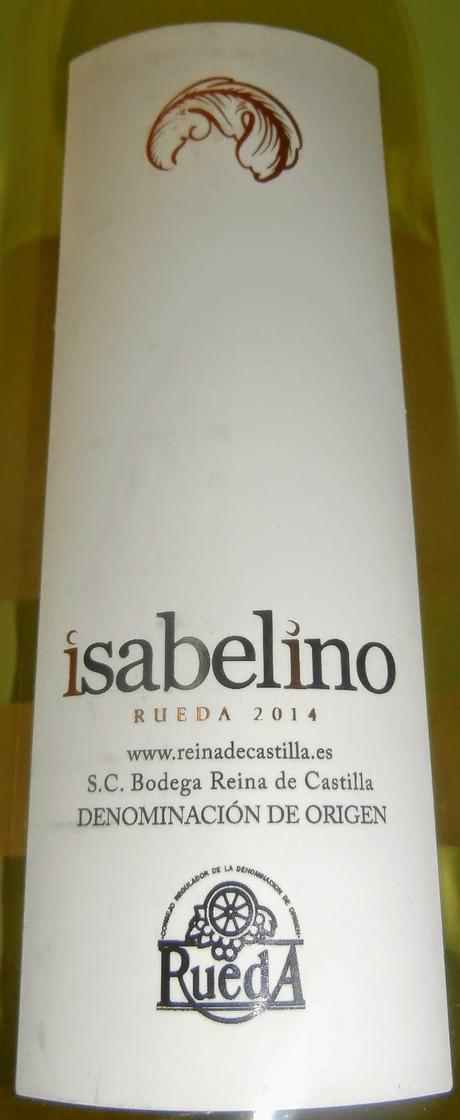 isabelino
RUEDA 2014
www.reinadecastilla.es
S.C. Bodega Reina de Castilla
DENOMINACIÓN DE ORIGEN
·CONSEJO REGULADOR DE LA DENOMINACION DE ORIGEN·
RuedA